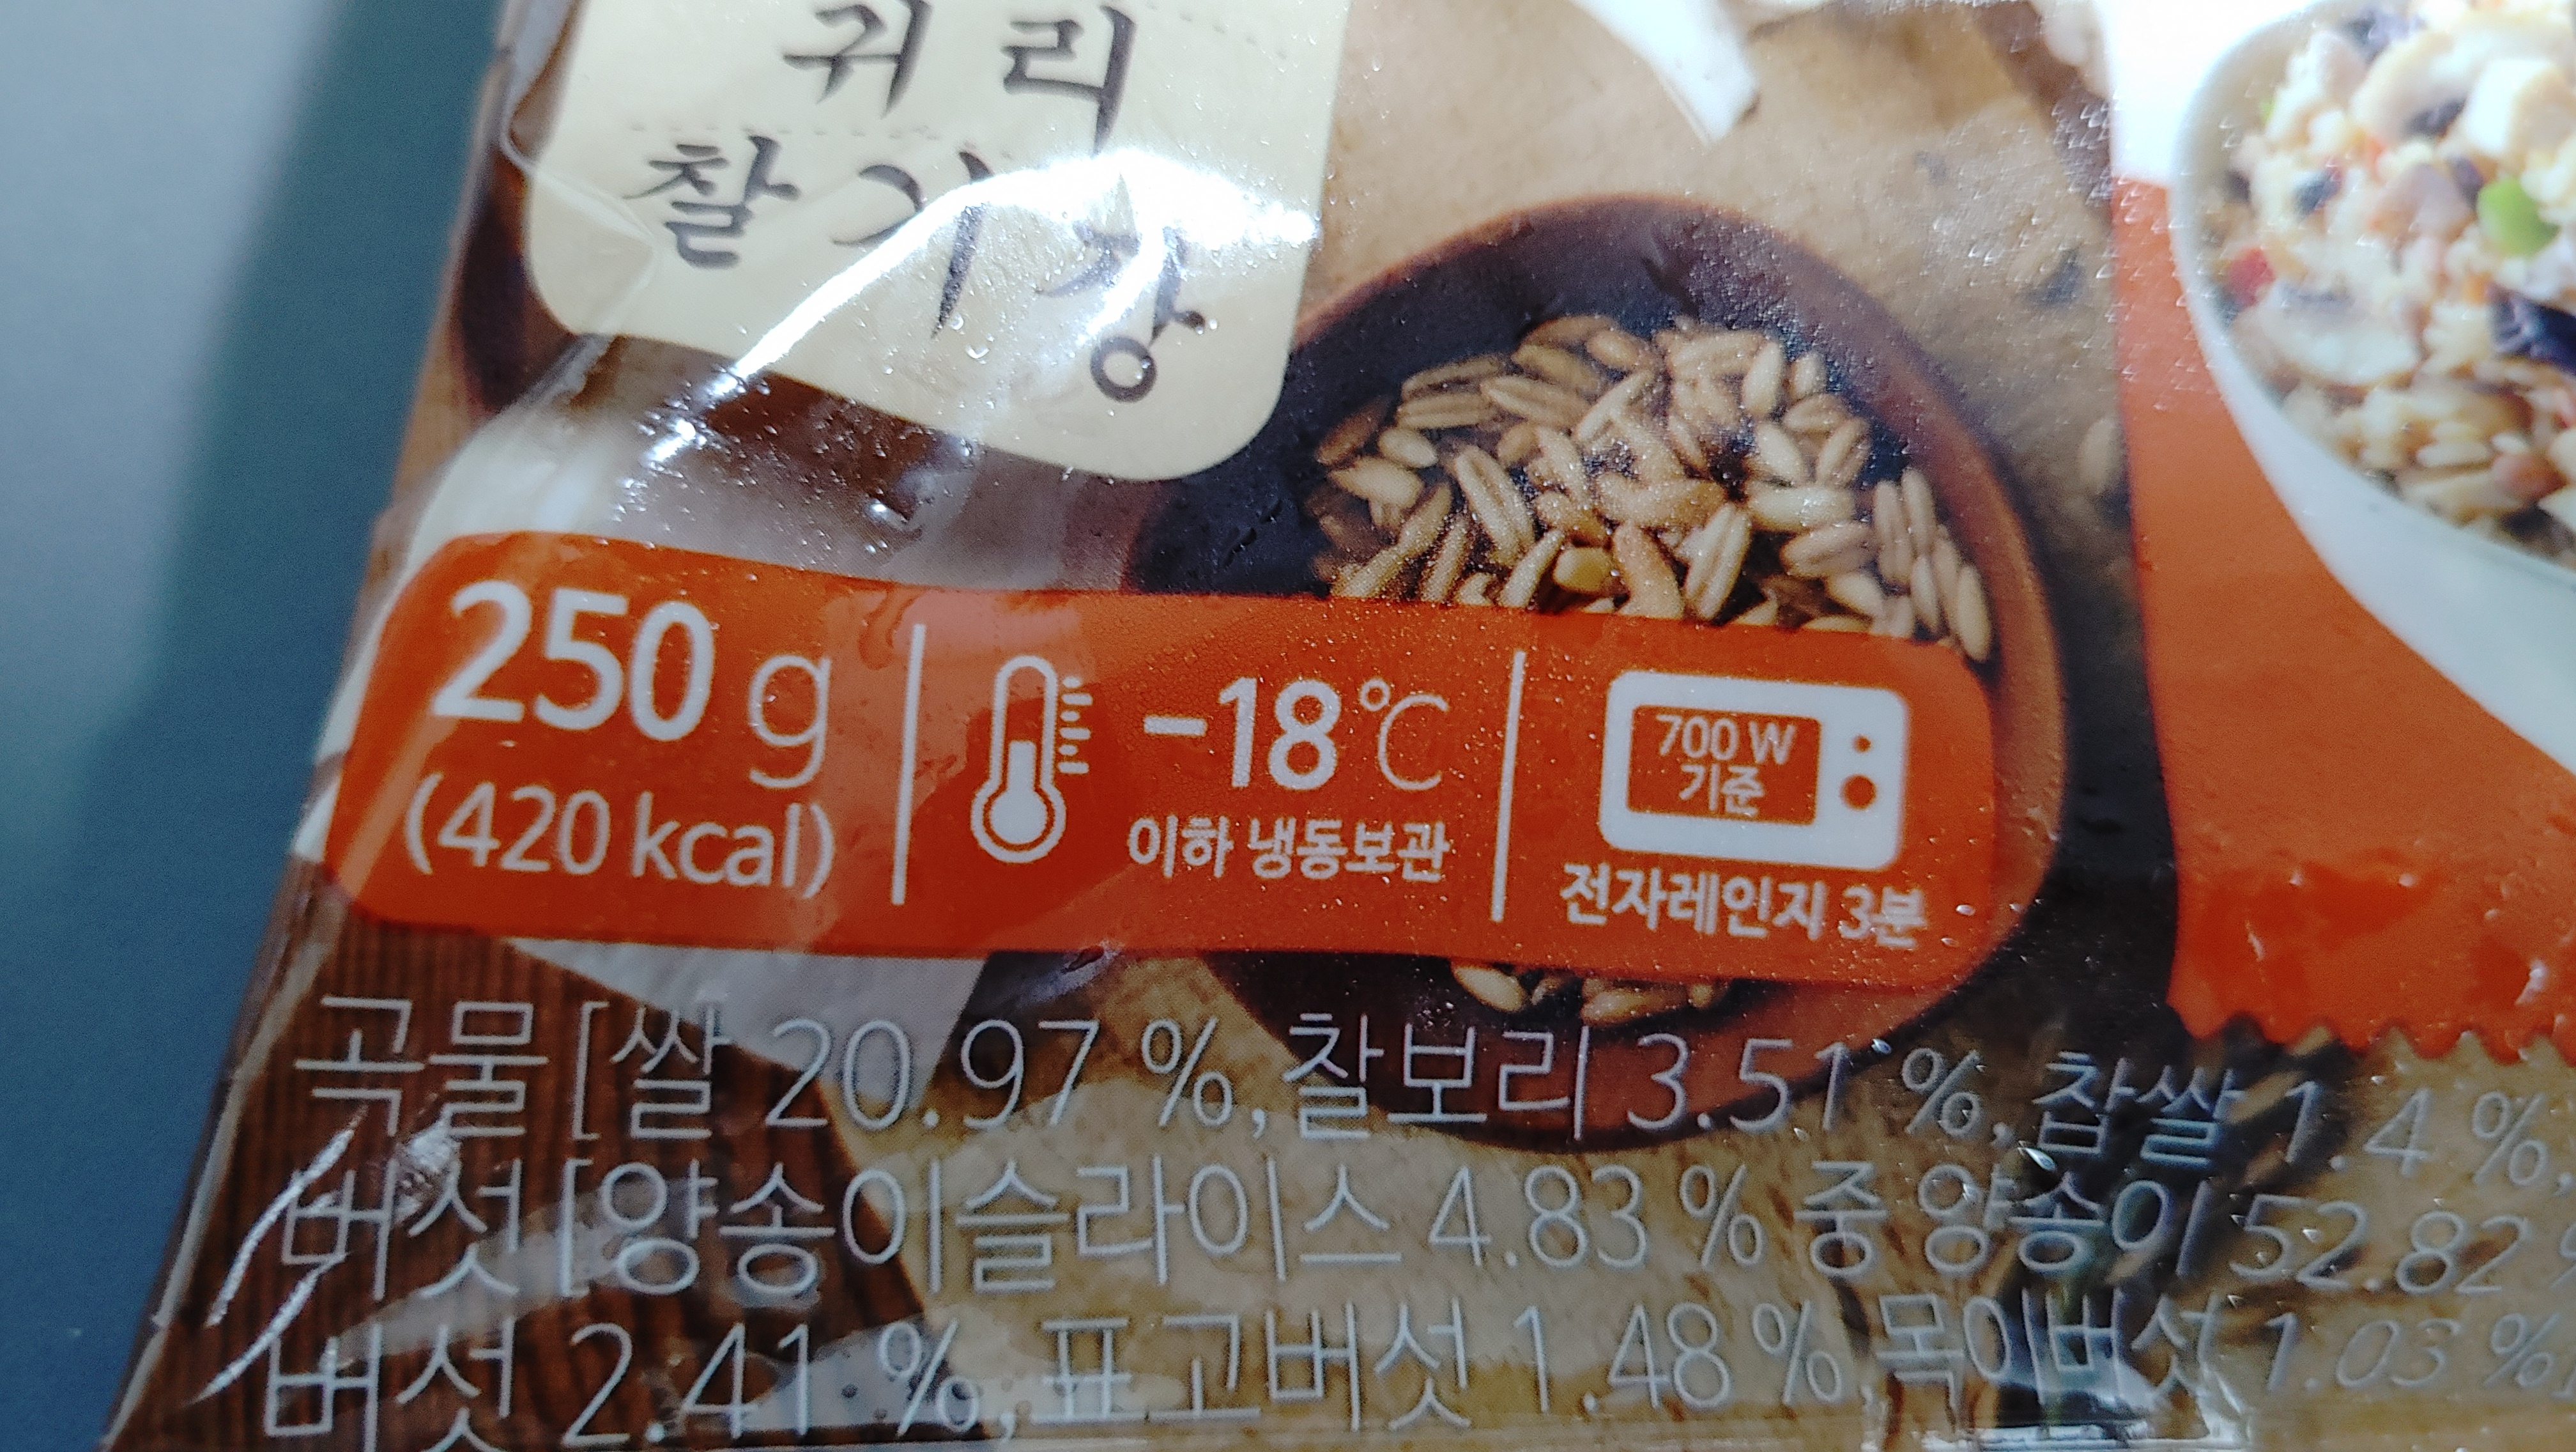 귀리
찰기장
250 g
(420 kcal)
-18℃
이하 냉동보관
700 W
기준
전자레인지 3분
곡물[쌀 20.97 %,찰보리 3.51 %,찹쌀 1.4 %,
버섯[양송이슬라이스 4.83 % 중 양송이 52.82
버섯 2.41 %,표고버섯 1.48 %,목이버섯 1.03 %